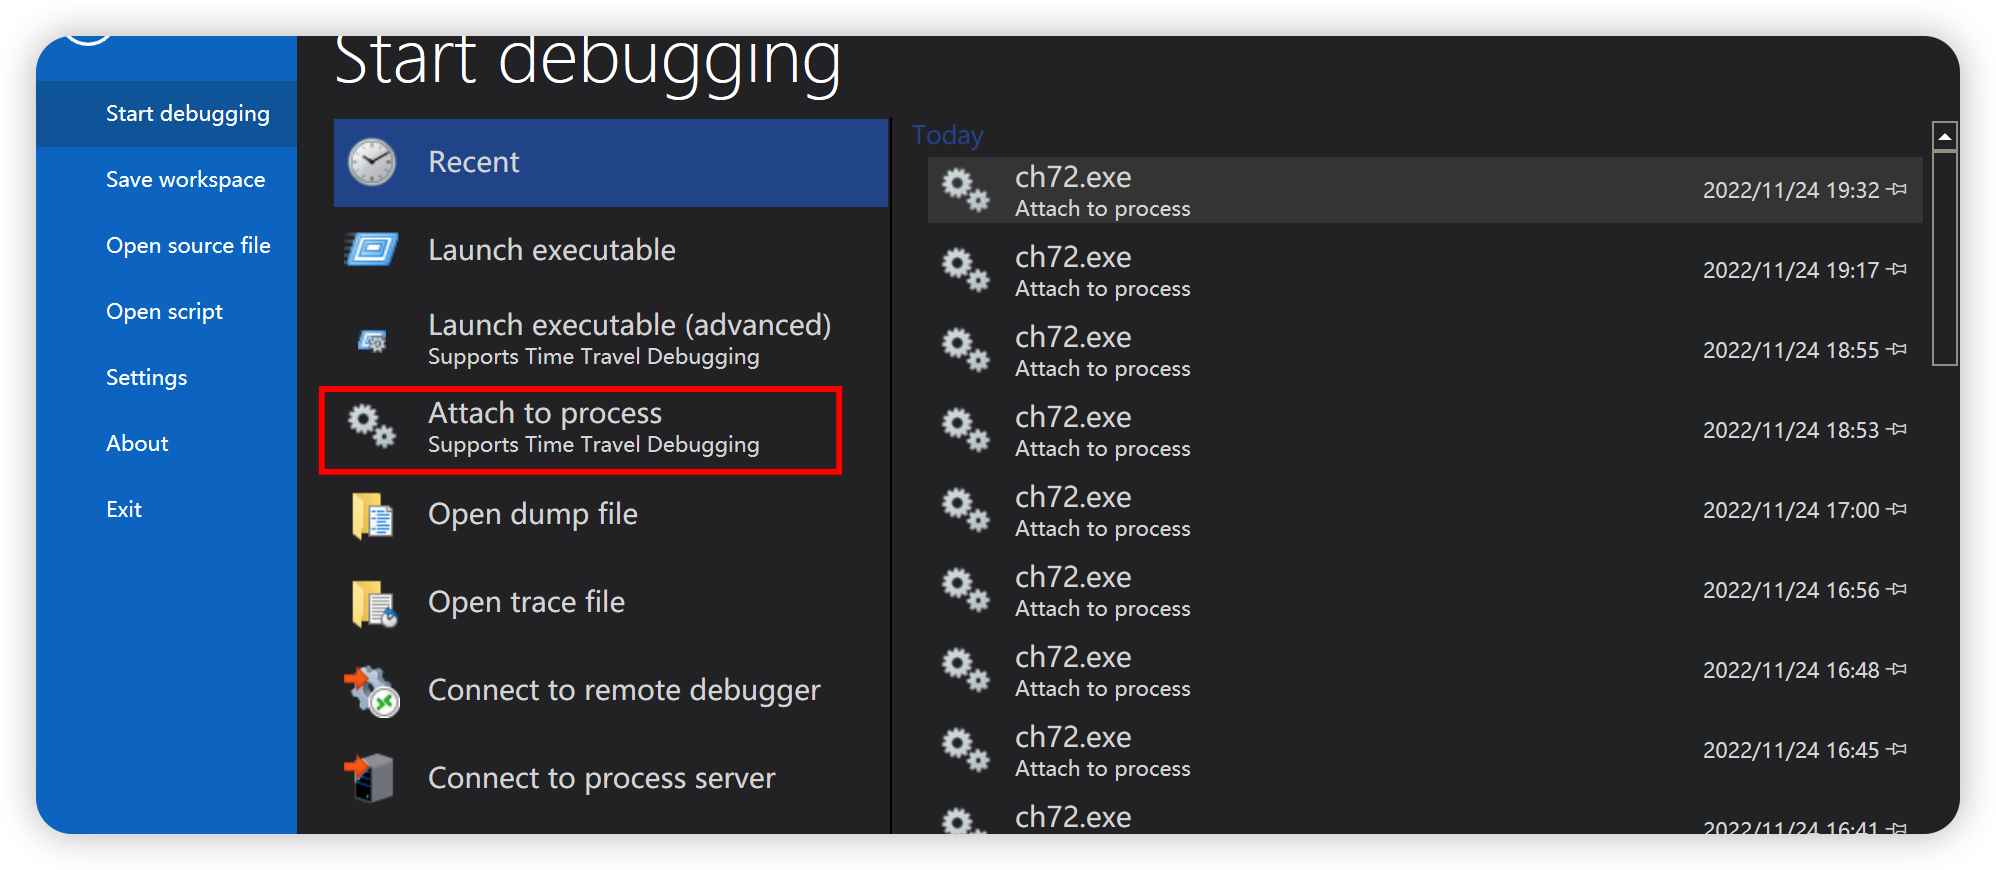 Start debugging
Start debugging
Save workspace
Open source file
Open script
Settings
About
Exit
Recent
Launch executable
Launch executable (advanced)
Supports Time Travel Debugging
Attach to process
Supports Time Travel Debugging
Open dump file
Open trace file
Connect to remote debugger
Connect to process server
Today
ch72.exe
Attach to process
2022/11/24 19:32
ch72.exe
Attach to process
2022/11/24 19:17
ch72.exe
Attach to process
2022/11/24 18:55
ch72.exe
Attach to process
2022/11/24 18:53
ch72.exe
Attach to process
2022/11/24 17:00
ch72.exe
Attach to process
2022/11/24 16:56
ch72.exe
Attach to process
2022/11/24 16:48
ch72.exe
Attach to process
2022/11/24 16:45
ch72.exe
2022/11/24 16:41